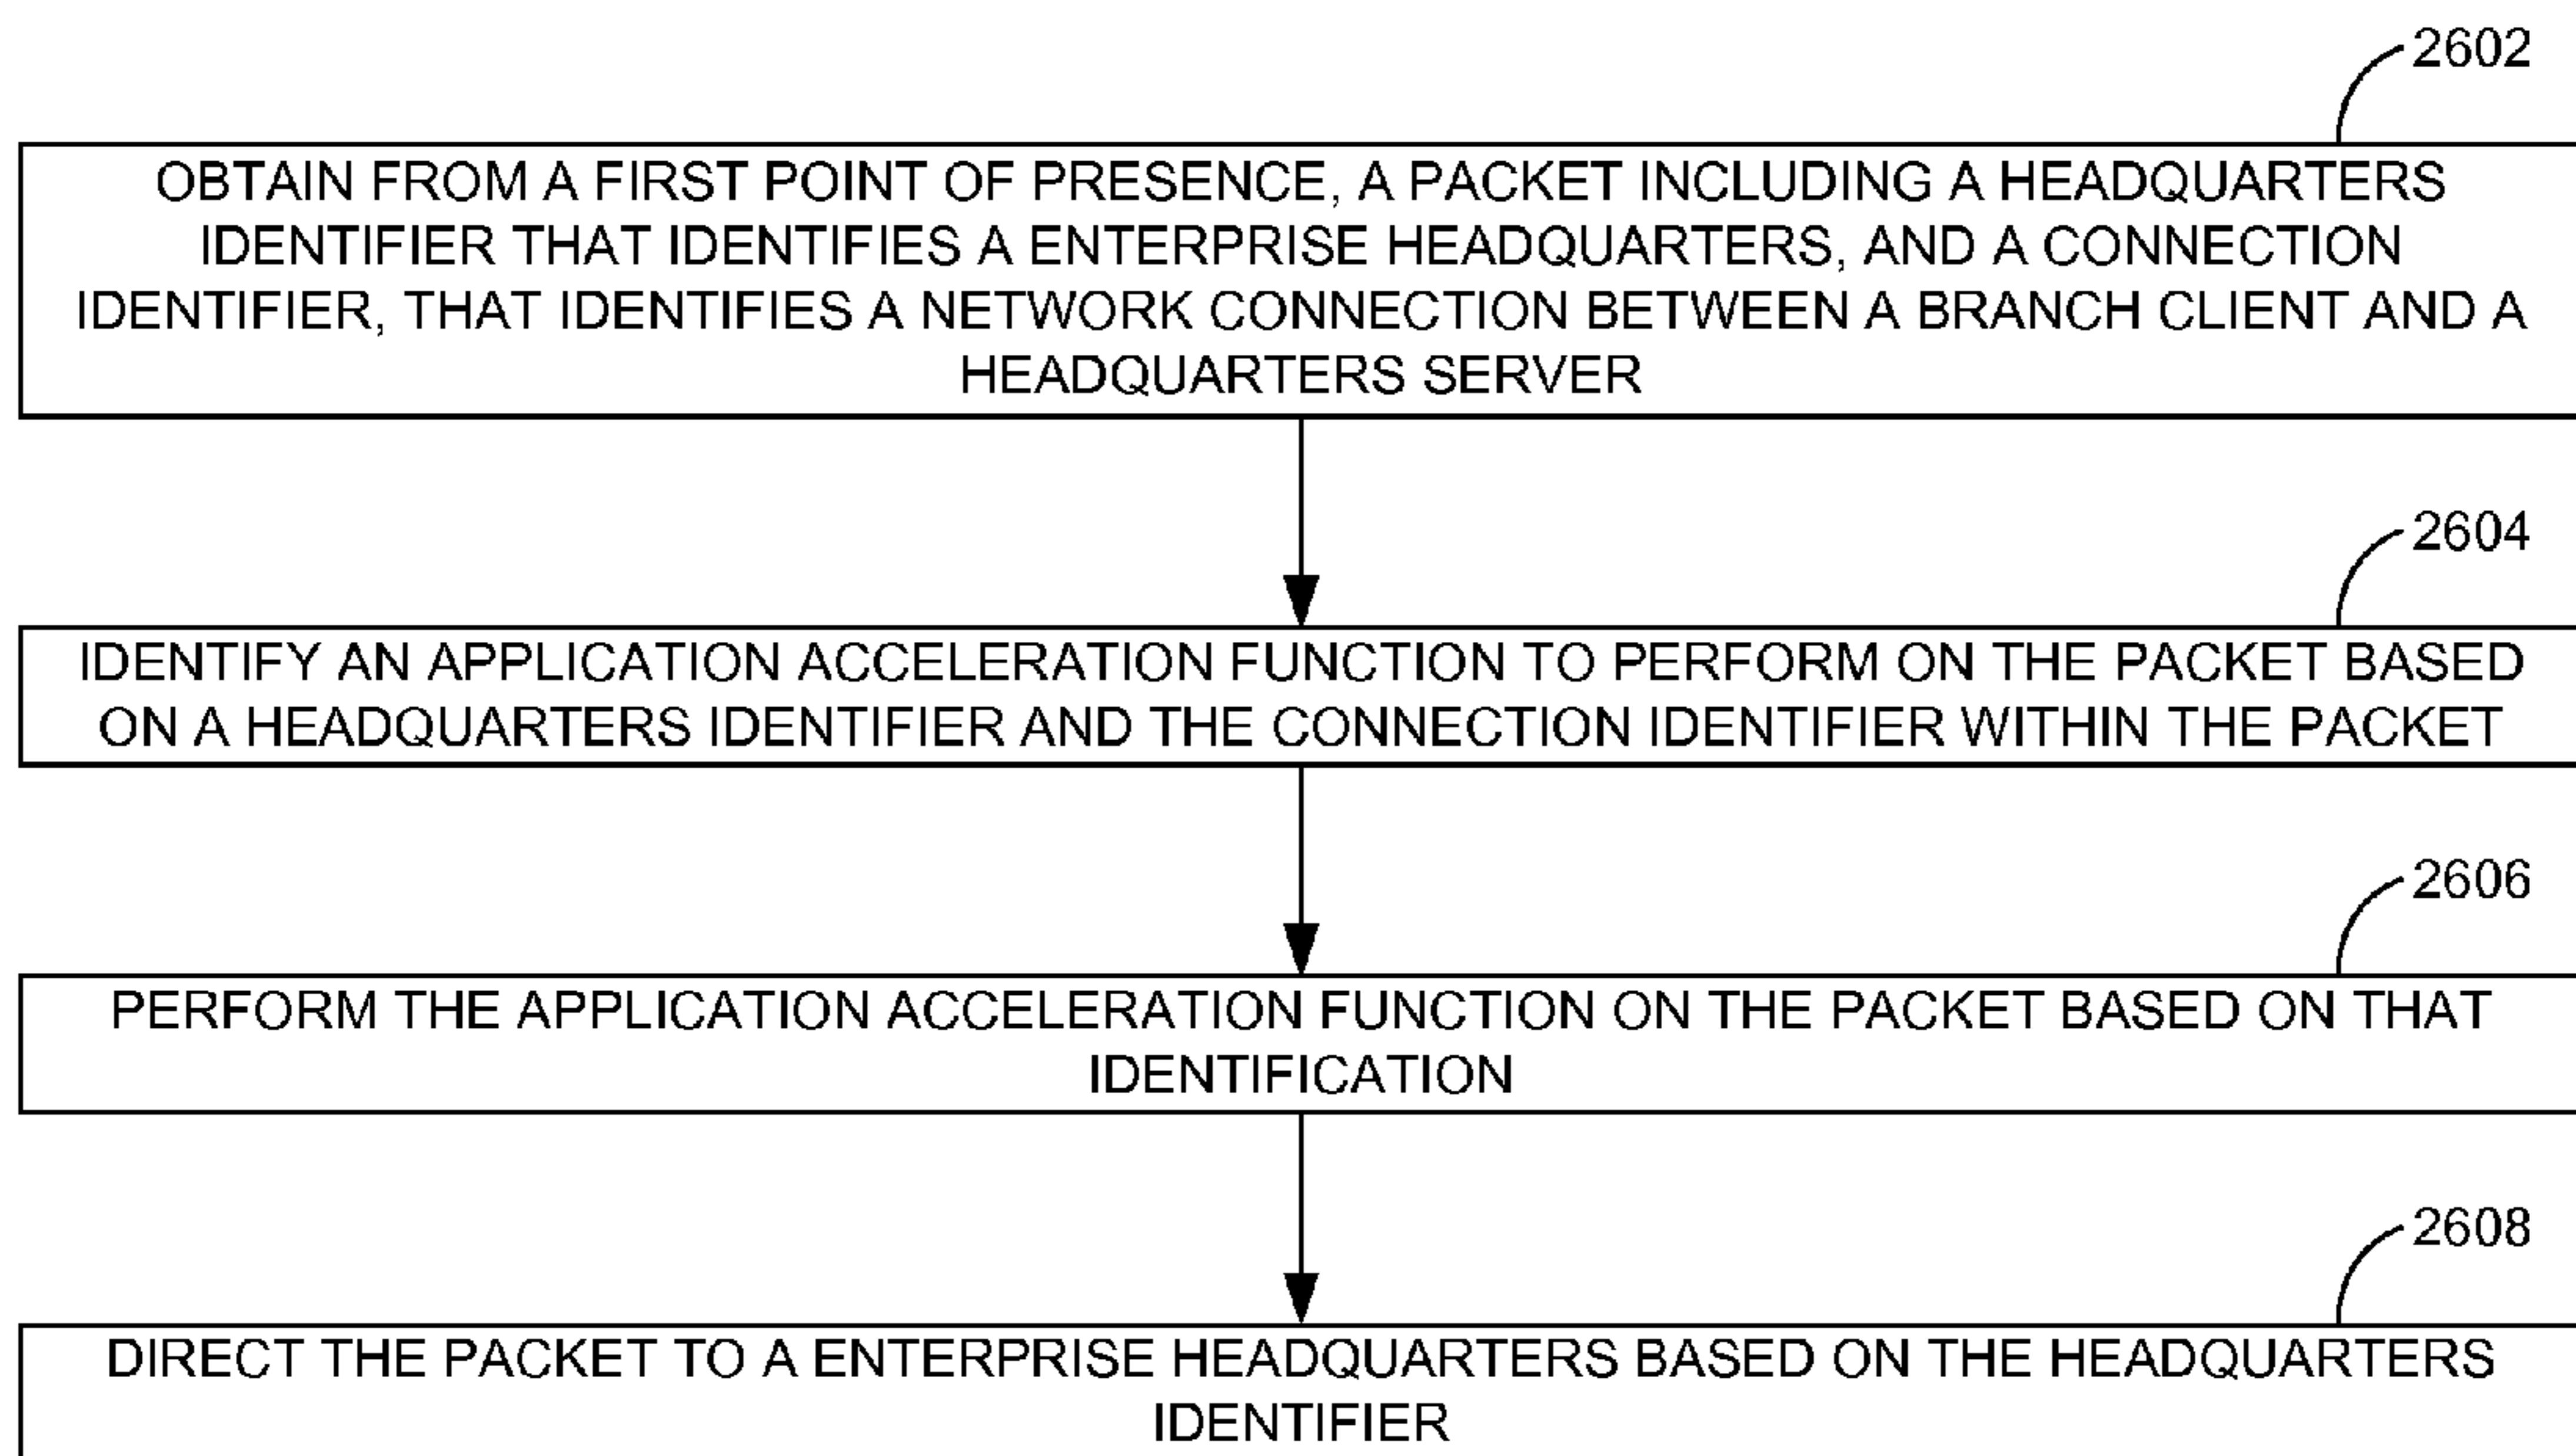 2602
OBTAIN FROM A FIRST POINT OF PRESENCE, A PACKET INCLUDING A HEADQUARTERS
IDENTIFIER THAT IDENTIFIES A ENTERPRISE HEADQUARTERS, AND A CONNECTION
IDENTIFIER, THAT IDENTIFIES A NETWORK CONNECTION BETWEEN A BRANCH CLIENT AND A
HEADQUARTERS SERVER
2604
IDENTIFY AN APPLICATION ACCELERATION FUNCTION TO PERFORM ON THE PACKET BASED
ON A HEADQUARTERS IDENTIFIER AND THE CONNECTION IDENTIFIER WITHIN THE PACKET
2606
PERFORM THE APPLICATION ACCELERATION FUNCTION ON THE PACKET BASED ON THAT
IDENTIFICATION
2608
DIRECT THE PACKET TO A ENTERPRISE HEADQUARTERS BASED ON THE HEADQUARTERS
IDENTIFIER